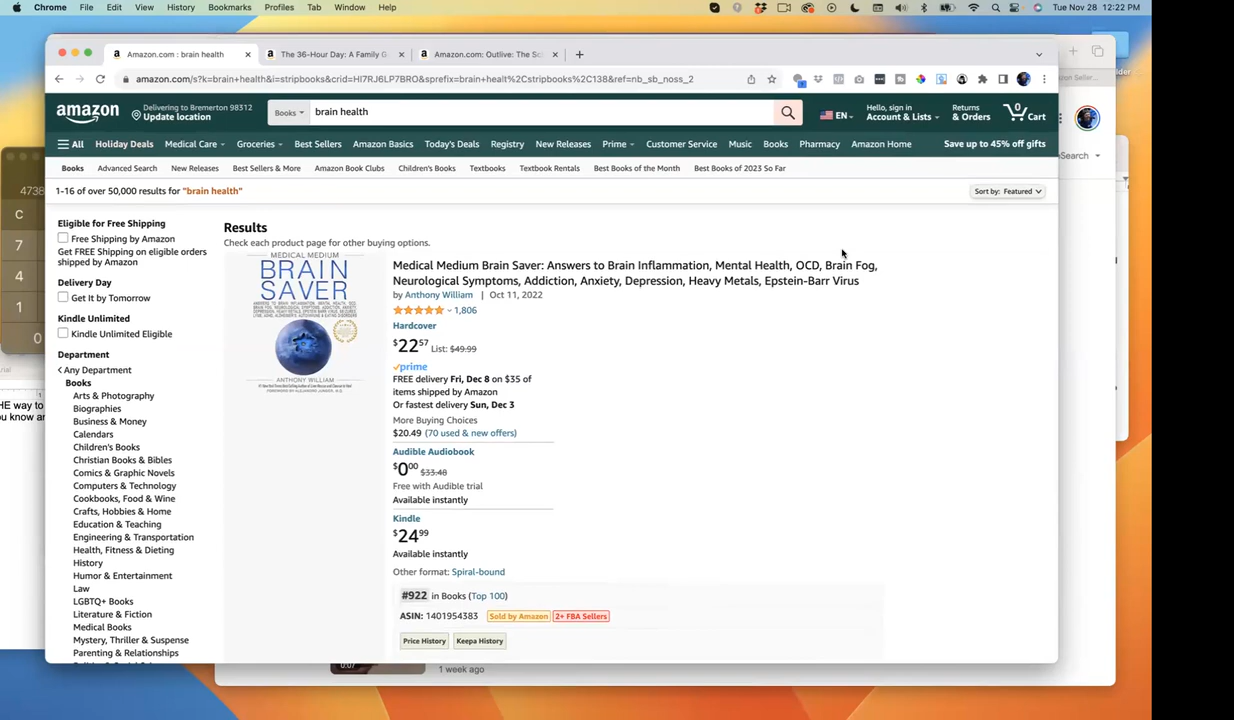 Chrome File Edit View History Bookmarks Profiles Tab Window Help
Tue Nov 28 12:22 PM
Amazon.com : brain health
The 36-Hour Day: A Family G
Amazon.com: Outlive: The Sc
amazon.com/s?k=brain+health&i=stripbooks&crid=HI7RJ6LP7BRO&sprefix=brain+healt%2Cstripbooks%2C138&ref=nb_sb_noss_2
amazon
Delivering to Bremerton 98312
Update location
Books
brain health
EN
Hello, sign in
Account & Lists
Returns
& Orders
0
Cart
All Holiday Deals Medical Care Groceries Best Sellers Amazon Basics Today's Deals Registry New Releases Prime Customer Service Music Books Pharmacy Amazon Home Save up to 45% off gifts
Books Advanced Search New Releases Best Sellers & More Amazon Book Clubs Children's Books Textbooks Textbook Rentals Best Books of the Month Best Books of 2023 So Far
1-16 of over 50,000 results for "brain health"
Sort by: Featured
Eligible for Free Shipping
Free Shipping by Amazon
Get FREE Shipping on eligible orders
shipped by Amazon
Delivery Day
Get It by Tomorrow
Kindle Unlimited
Kindle Unlimited Eligible
Department
Any Department
Books
Arts & Photography
Biographies
Business & Money
Calendars
Children's Books
Christian Books & Bibles
Comics & Graphic Novels
Computers & Technology
Cookbooks, Food & Wine
Crafts, Hobbies & Home
Education & Teaching
Engineering & Transportation
Health, Fitness & Dieting
History
Humor & Entertainment
Law
LGBTQ+ Books
Literature & Fiction
Medical Books
Mystery, Thriller & Suspense
Parenting & Relationships
Results
Check each product page for other buying options.
MEDICAL MEDIUM
BRAIN
SAVER
ANTHONY WILLIAM
Medical Medium Brain Saver: Answers to Brain Inflammation, Mental Health, OCD, Brain Fog,
Neurological Symptoms, Addiction, Anxiety, Depression, Heavy Metals, Epstein-Barr Virus
by Anthony William | Oct 11, 2022
1,806
Hardcover
$22 57 List: $49.99
prime
FREE delivery Fri, Dec 8 on $35 of
items shipped by Amazon
Or fastest delivery Sun, Dec 3
More Buying Choices
$20.49 (70 used & new offers)
Audible Audiobook
$0 00 $33.48
Free with Audible trial
Available instantly
Kindle
$24 99
Available instantly
Other format: Spiral-bound
#922 in Books (Top 100)
ASIN: 1401954383 Sold by Amazon 2+ FBA Sellers
Price History Keepa History
4738
C
7
4
1
0
HE way to
ou know an
Search
0:07
1 week ago